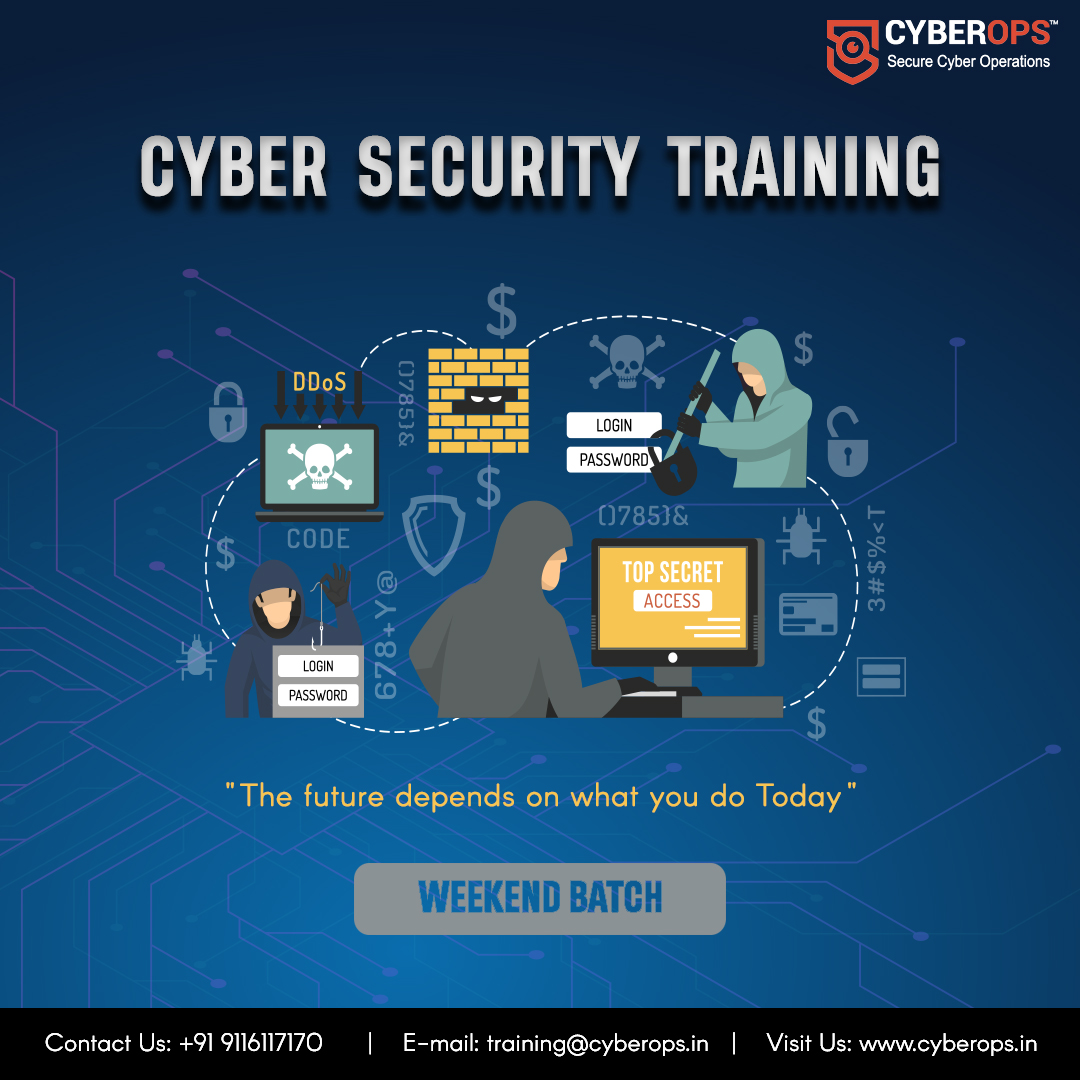 CYBEROPS™
Secure Cyber Operations
CYBER SECURITY TRAINING
$
$
DDoS
()785}&
LOGIN
PASSWORD
$
CODE
()785}&
3#$%<T
$
TOP SECRET
ACCESS
678+Y@
LOGIN
PASSWORD
$
"The future depends on what you do Today"
WEEKEND BATCH
Contact Us: +91 9116117170 | E-mail: training@cyberops.in | Visit Us: www.cyberops.in